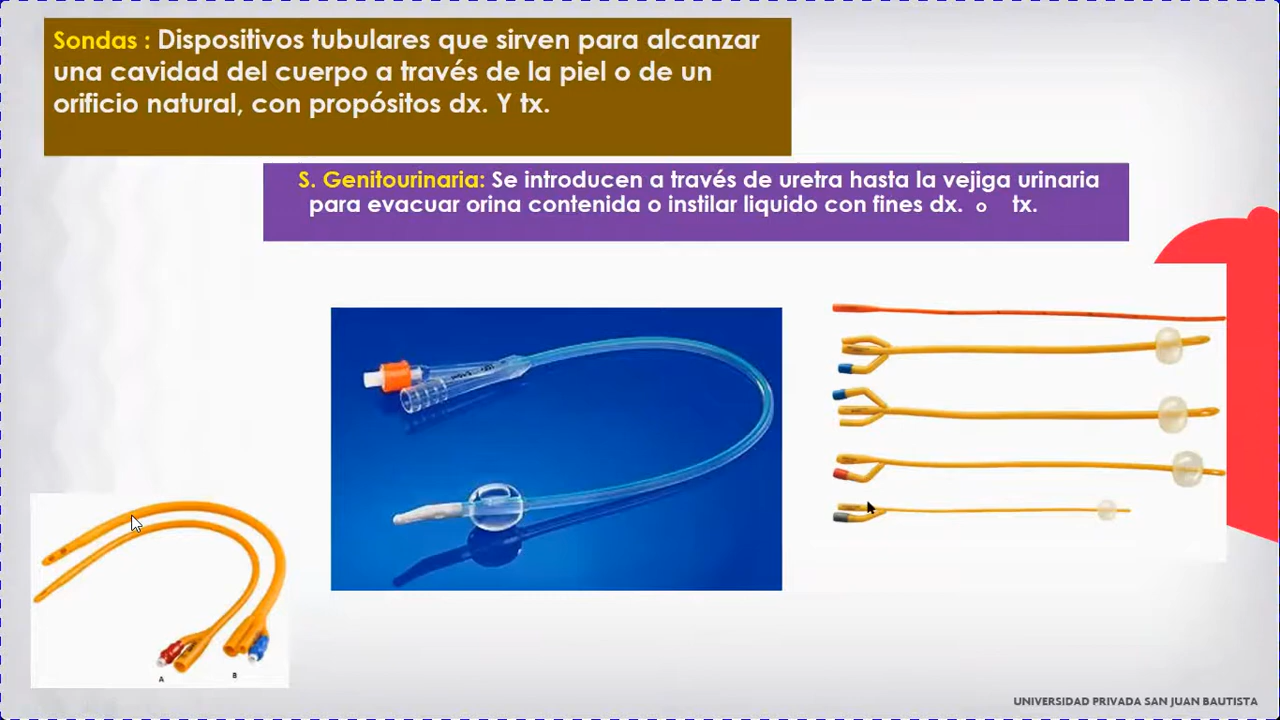 Sondas : Dispositivos tubulares que sirven para alcanzar
una cavidad del cuerpo a través de la piel o de un
orificio natural, con propósitos dx. Y tx.
S. Genitourinaria: Se introducen a través de uretra hasta la vejiga urinaria
para evacuar orina contenida o instilar liquido con fines dx. o tx.
A
B
UNIVERSIDAD PRIVADA SAN JUAN BAUTISTA